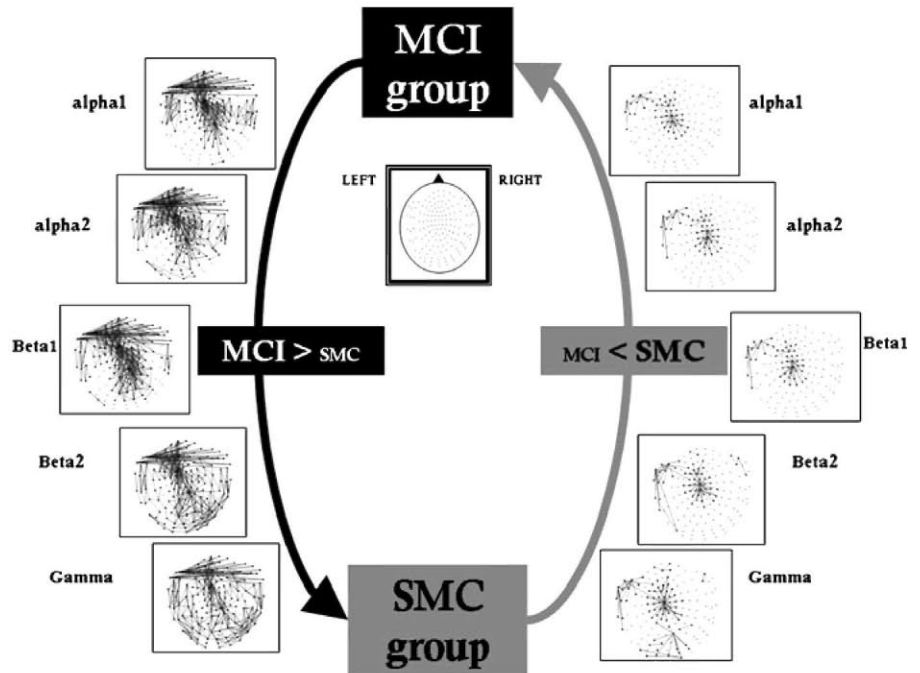 MCI
group
alpha1
alpha1
LEFT
RIGHT
alpha2
alpha2
Beta1
MCI > SMC
MCI < SMC
Beta1
Beta2
Beta2
Gamma
Gamma
SMC
group